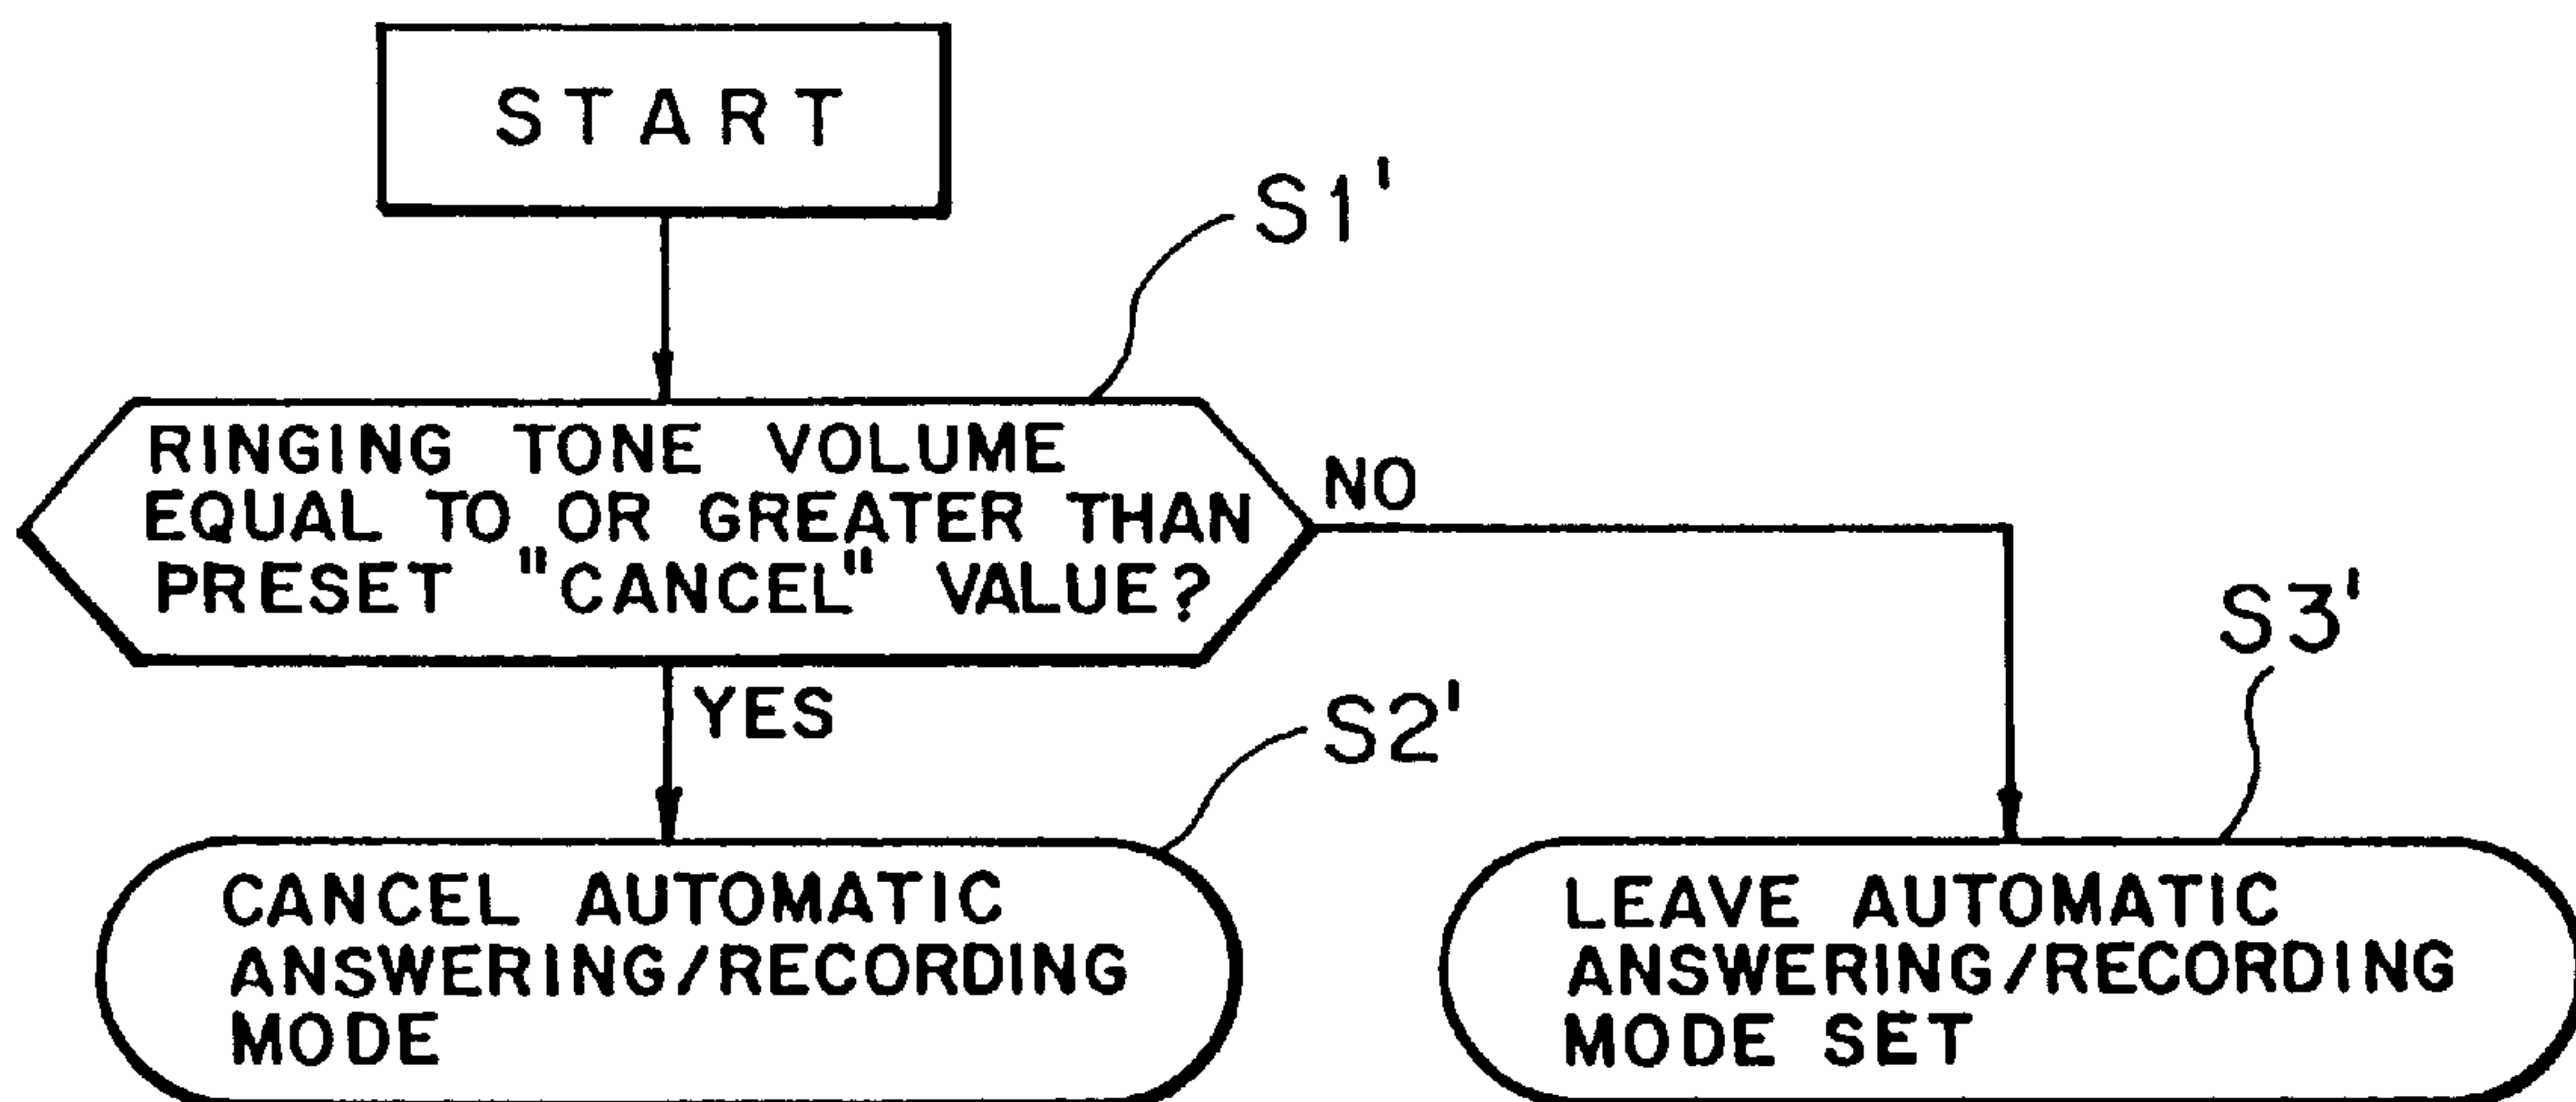 START
S1'
RINGING TONE VOLUME
EQUAL TO OR GREATER THAN
PRESET "CANCEL" VALUE?
NO
YES
S2'
S3'
CANCEL AUTOMATIC
ANSWERING/RECORDING
MODE
LEAVE AUTOMATIC
ANSWERING/RECORDING
MODE SET